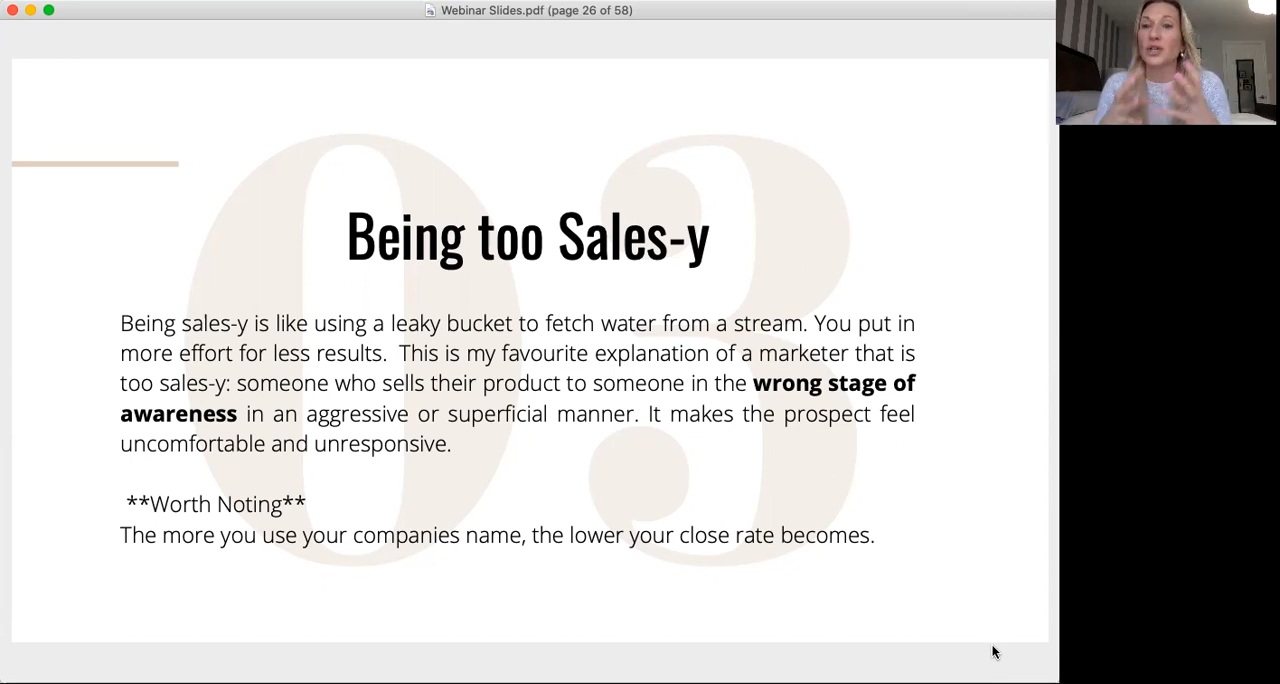 Webinar Slides.pdf (page 26 of 58)
03
Being too Sales-y
Being sales-y is like using a leaky bucket to fetch water from a stream. You put in
more effort for less results.  This is my favourite explanation of a marketer that is
too sales-y: someone who sells their product to someone in the wrong stage of
awareness in an aggressive or superficial manner. It makes the prospect feel
uncomfortable and unresponsive.
**Worth Noting**
The more you use your companies name, the lower your close rate becomes.